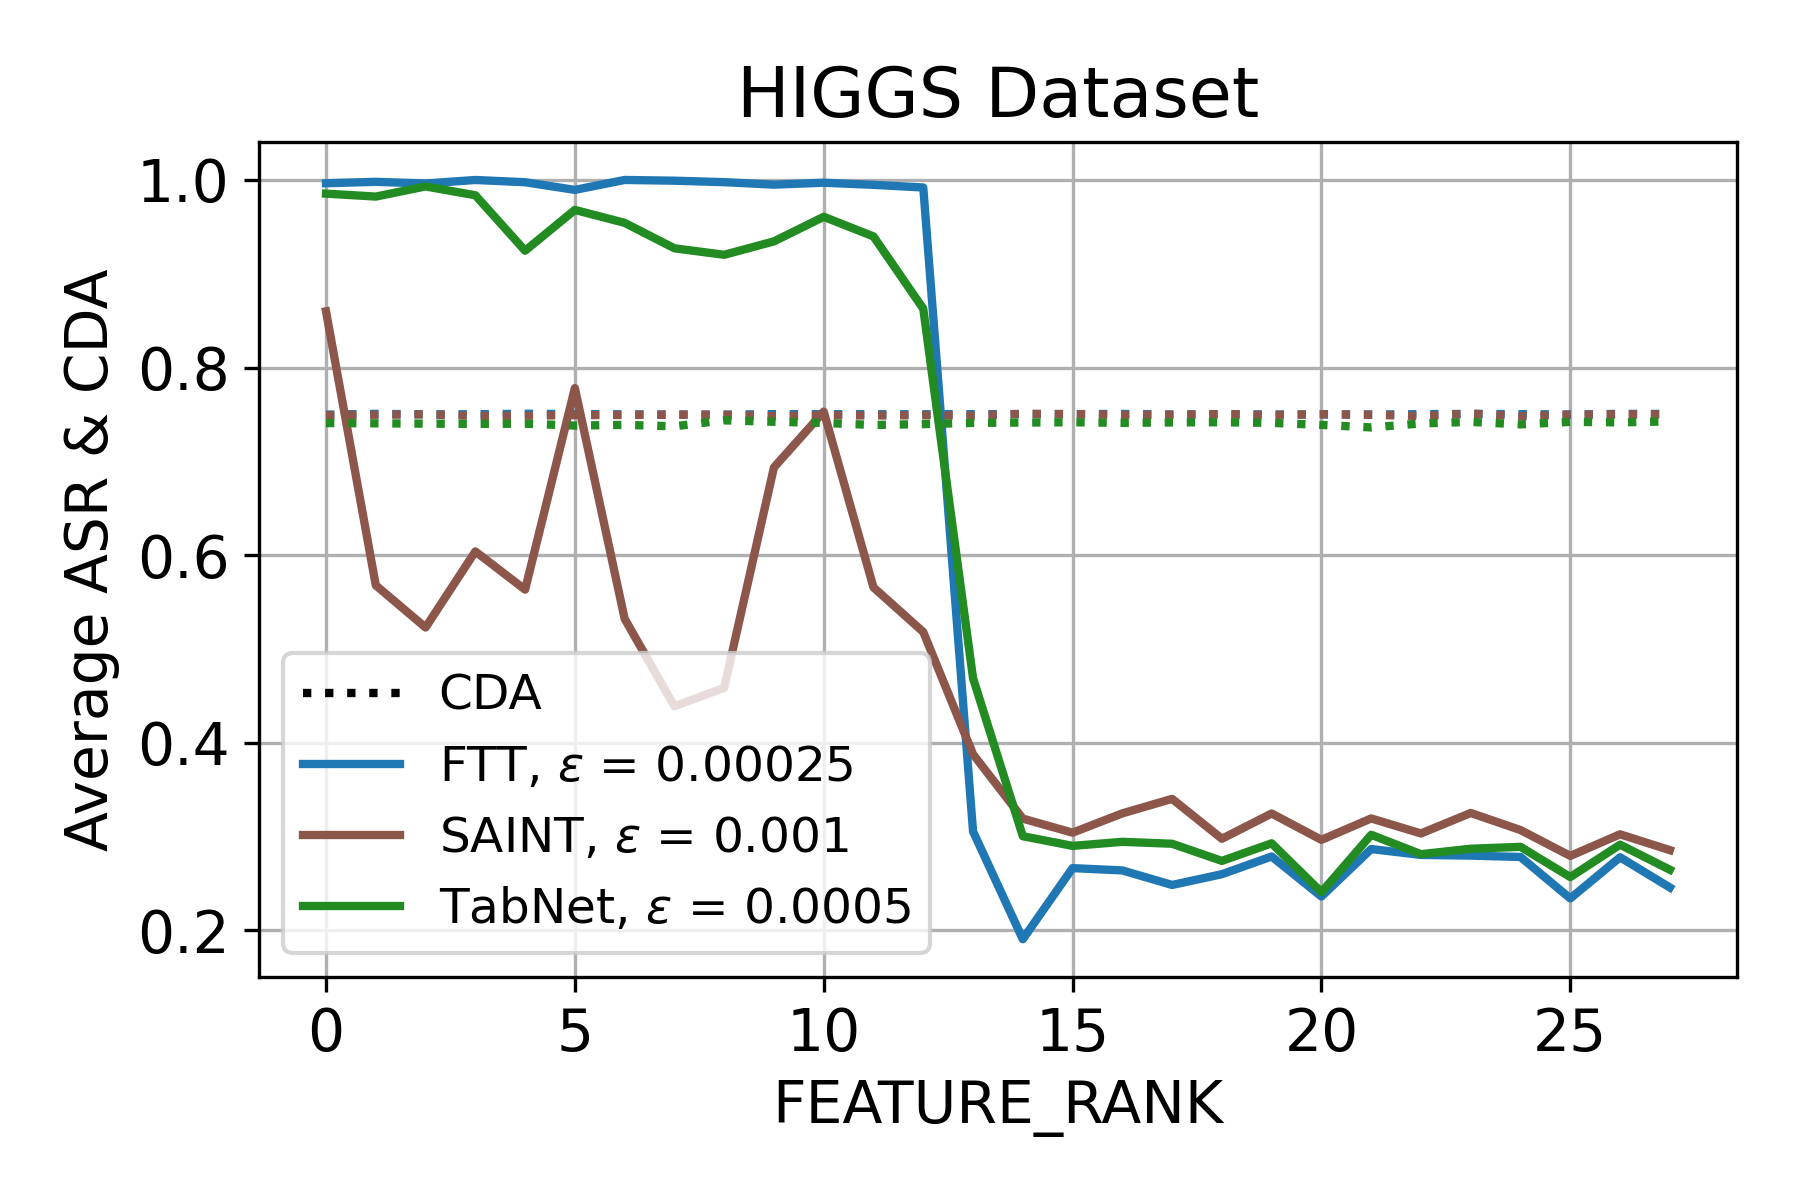 HIGGS Dataset
Average ASR & CDA
1.0
0.8
0.6
0.4
0.2
CDA
FTT, ε = 0.00025
SAINT, ε = 0.001
TabNet, ε = 0.0005
0 5 10 15 20 25
FEATURE_RANK